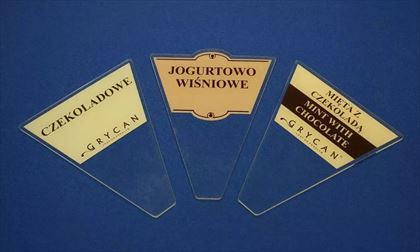 CZEKOLADOWE
GRYCAN
JOGURTOWO
WIŚNIOWE
MIĘTA Z
CZEKOLADĄ
MINT WITH
CHOCOLATE
GRYCAN